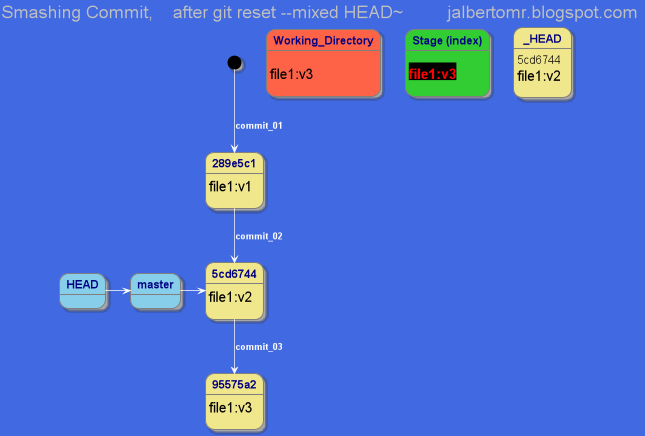 Smashing Commit, after git reset --mixed HEAD~ jalbertomr.blogspot.com
Working_Directory
file1:v3
Stage (index)
file1:v3
_HEAD
5cd6744
file1:v2
commit_01
289e5c1
file1:v1
commit_02
HEAD
master
5cd6744
file1:v2
commit_03
95575a2
file1:v3